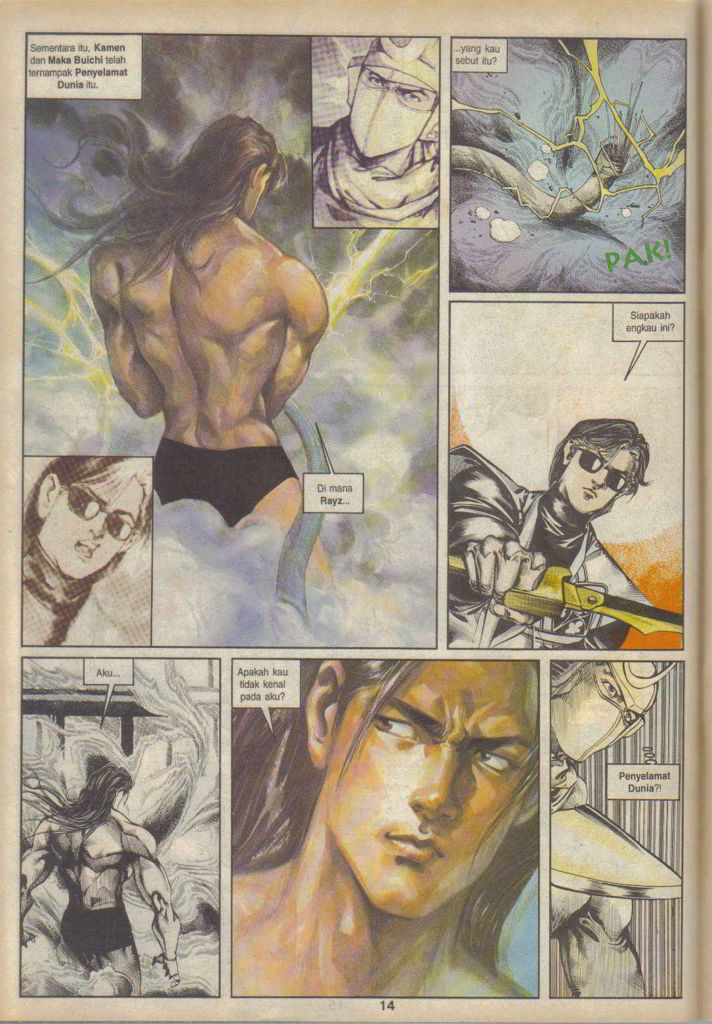 Sementara itu, Kamen
dan Maka Buichi telah
ternampak Penyelamat
Dunia itu.
Di mana
Rayz...
...yang kau
sebut itu?
PAK!
Siapakah
engkau ini?
Aku...
Apakah kau
tidak kenal
pada aku?
Penyelamat
Dunia?!
14